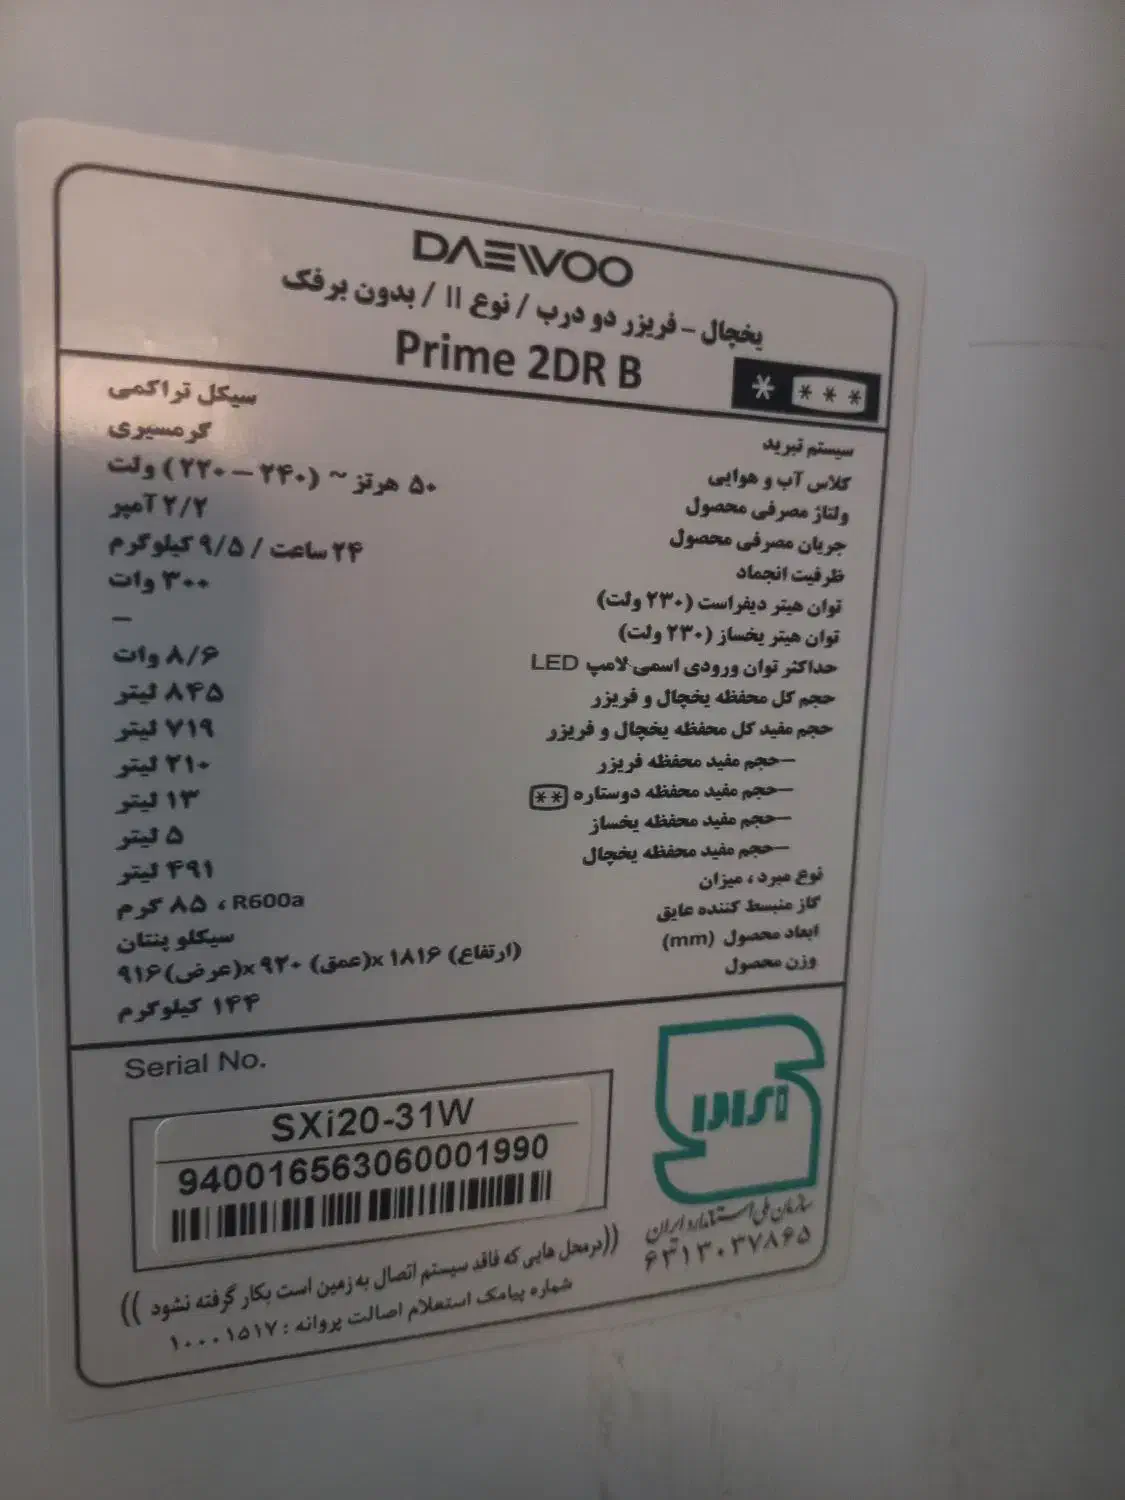 DAEWOO
یخچال - فریزر دو درب / نوع II / بدون برفک
Prime 2DR B
* ***
سیستم تبرید سیکل تراکمی
کلاس آب و هوایی گرمسیری
ولتاژ مصرفی محصول ۵۰ هرتز ~ (۲۴۰ – ۲۲۰) ولت
جریان مصرفی محصول ۲/۲ آمپر
ظرفیت انجماد ۲۴ ساعت / ۹/۵ کیلوگرم
توان هیتر دیفراست (۲۳۰ ولت) ۳۰۰ وات
توان هیتر یخساز (۲۳۰ ولت) –
حداکثر توان ورودی اسمی لامپ LED ۸/۶ وات
حجم کل محفظه یخچال و فریزر ۸۴۵ لیتر
حجم مفید کل محفظه یخچال و فریزر ۷۱۹ لیتر
–حجم مفید محفظه فریزر ۲۱۰ لیتر
–حجم مفید محفظه دوستاره ** ۱۳ لیتر
–حجم مفید محفظه یخساز ۵ لیتر
–حجم مفید محفظه یخچال ۴۹۱ لیتر
نوع مبرد ، میزان R600a ، ۸۵ گرم
گاز منبسط کننده عایق سیکلو پنتان
ابعاد محصول (mm) (ارتفاع) ۱۸۱۶ x(عمق) ۹۲۰ x(عرض) ۹۱۶
وزن محصول ۱۴۴ کیلوگرم
Serial No.
SXi20-31W
940016563060001990
سازمان ملی استاندارد ایران
۶۳۱۳۰۳۷۸۶۵
((درمحل هایی که فاقد سیستم اتصال به زمین است بکار گرفته نشود ))
شماره پیامک استعلام اصالت پروانه : ۱۰۰۰۱۵۱۷